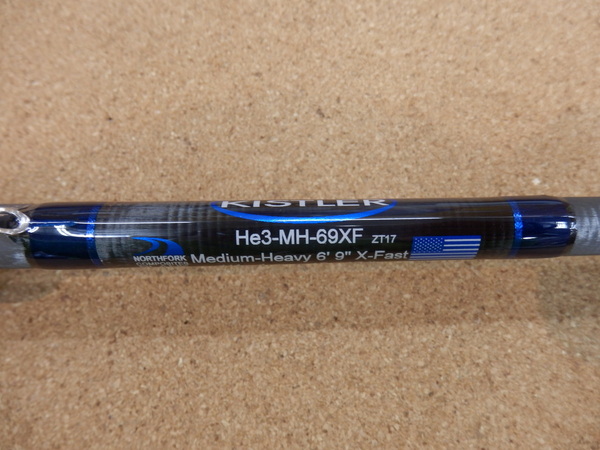 KISTLER
He3-MH-69XF ZT17
NORTHFORK
COMPOSITES
Medium-Heavy 6' 9" X-Fast